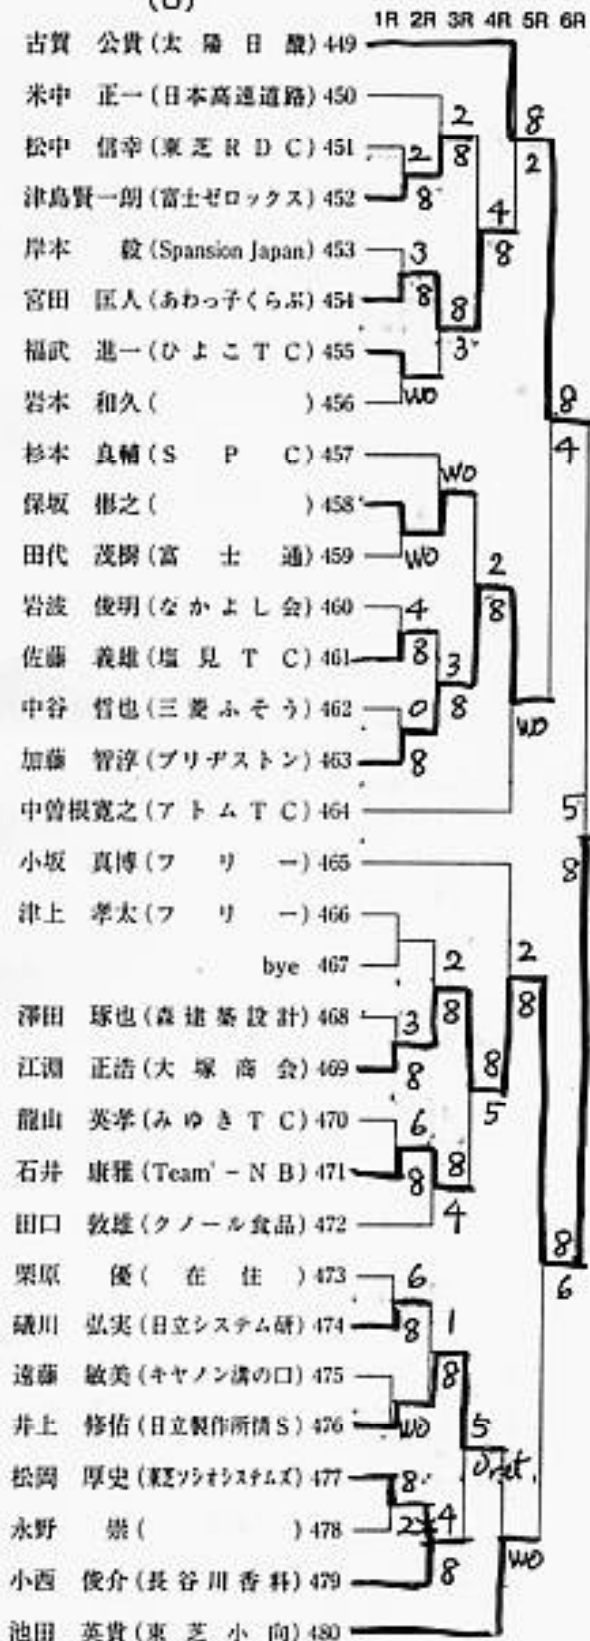 1R 2R 3R 4R 5R 6R
古賀 公貴 (太 陽 日 酸) 449
米中 正一 (日本高速道路) 450
2 8
松中 信幸 (東芝RDC) 451
2 8 2
津島賢一朗 (富士ゼロックス) 452
8 4
岸本 毅 (Spansion Japan) 453
3 8
宮田 匡人 (あわっ子くらぶ) 454
8 8
福武 進一 (ひよこTC) 455
3
岩本 和久 ( ) 456
WO 8
杉本 良輔 (S P C) 457
4
WO
保坂 ( ) 458
田代 茂樹 (富 士 通) 459
WO 2
岩波 俊明 (なかよし会) 460
4 8
佐藤 義雄 (塩見TC) 461
8 3
中谷 哲也 (三菱ふそう) 462
0 8 WO
加藤 智淳 (ブリヂストン) 463
8
中曽根寛之 (アトムTC) 464
5
小坂 真博 (フ リ ー) 465
8
津上 孝太 (フ リ ー) 466
bye 467
2 2
澤田 琢也 (森建築設計) 468
3 8 8
江淵 正浩 (大塚商会) 469
8 8
龍山 英孝 (みゆきTC) 470
6 5
石井 康雅 (Team'-NB) 471
8 8
田口 敦雄 (クノール食品) 472
4 8
栗原 優 ( 在 住 ) 473
6 6
礒川 弘実 (日立システム研) 474
8 1
遠藤 敏美 (キヤノン溝の口) 475
8
井上 修佑 (日立製作所情S) 476
WO 5
松岡 厚史 (東芝ソシオシステムズ) 477
8
永野 崇 ( ) 478
2 4 WO
小西 俊介 (長谷川香料) 479
8
池田 英貴 (東芝小向) 480